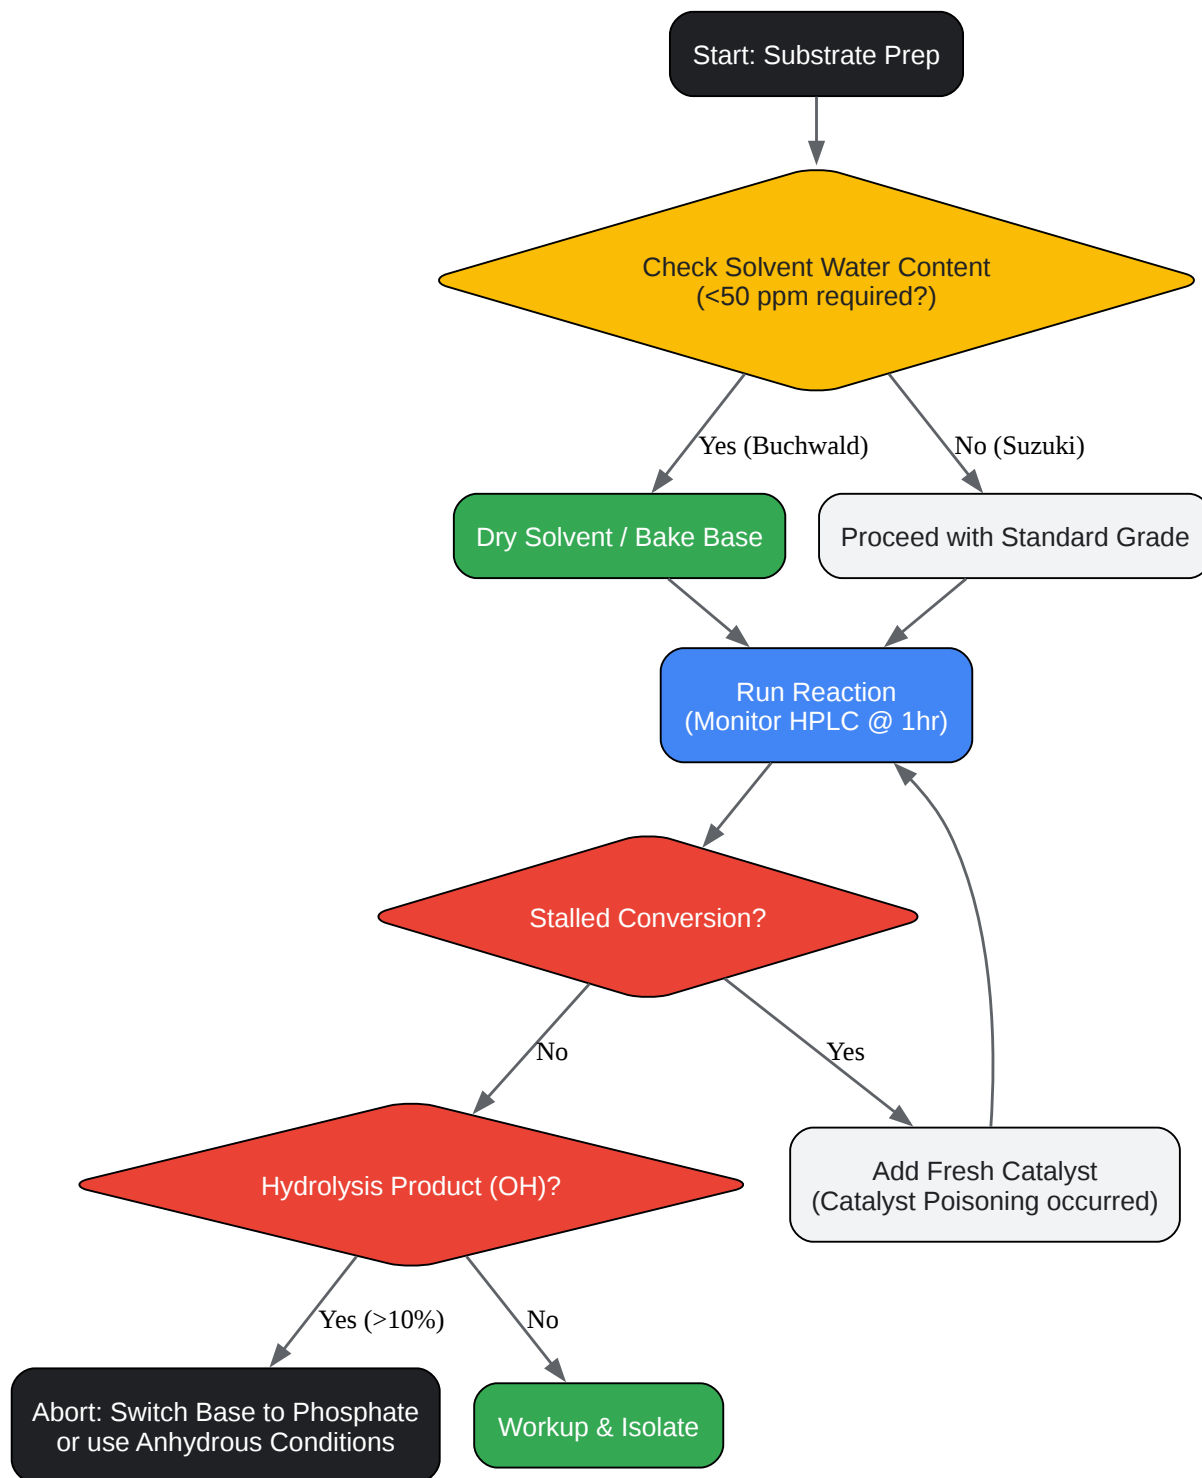 Start: Substrate Prep
Check Solvent Water Content
(<50 ppm required?)
Yes (Buchwald)
No (Suzuki)
Dry Solvent / Bake Base
Proceed with Standard Grade
Run Reaction
(Monitor HPLC @ 1hr)
Stalled Conversion?
No
Yes
Hydrolysis Product (OH)?
Add Fresh Catalyst
(Catalyst Poisoning occurred)
Yes (>10%)
No
Abort: Switch Base to Phosphate
or use Anhydrous Conditions
Workup & Isolate